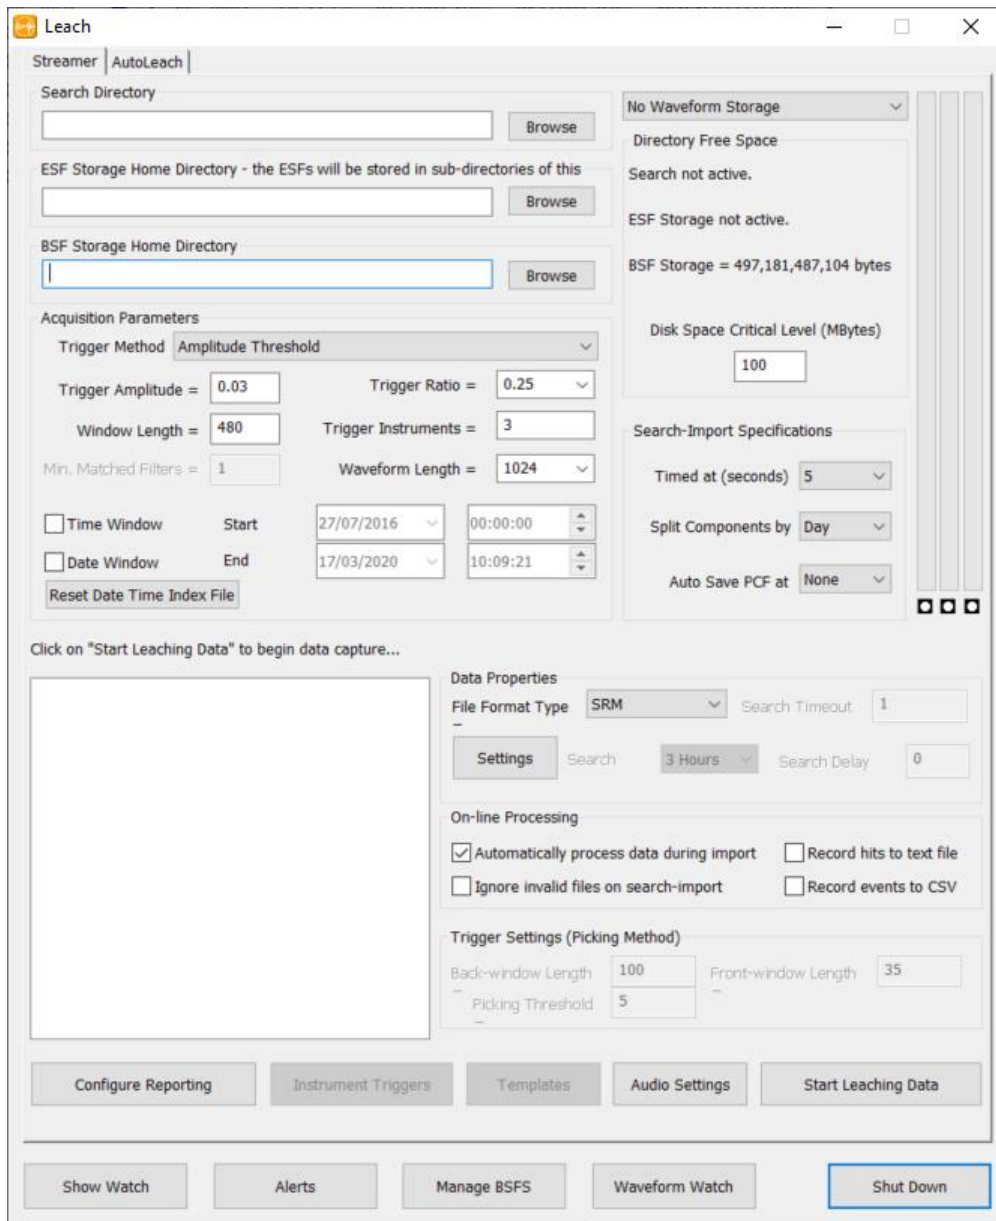 Leach
Streamer AutoLeach
Search Directory
Browse
ESF Storage Home Directory - the ESFs will be stored in sub-directories of this
Browse
BSF Storage Home Directory
Browse
No Waveform Storage
Directory Free Space
Search not active.
ESF Storage not active.
BSF Storage = 497,181,487,104 bytes
Disk Space Critical Level (MBytes)
100
Acquisition Parameters
Trigger Method Amplitude Threshold
Trigger Amplitude = 0.03 Trigger Ratio = 0.25
Window Length = 480 Trigger Instruments = 3
Min. Matched Filters = 1 Waveform Length = 1024
Time Window Start 27/07/2016 00:00:00
Date Window End 17/03/2020 10:09:21
Reset Date Time Index File
Search-Import Specifications
Timed at (seconds) 5
Split Components by Day
Auto Save PCF at None
Click on "Start Leaching Data" to begin data capture...
Data Properties
File Format Type SRM Search Timeout 1
Settings Search 3 Hours Search Delay 0
On-line Processing
Automatically process data during import Record hits to text file
Ignore invalid files on search-import Record events to CSV
Trigger Settings (Picking Method)
Back-window Length 100 Front-window Length 35
Picking Threshold 5
Configure Reporting Instrument Triggers Templates Audio Settings Start Leaching Data
Show Watch Alerts Manage BSFS Waveform Watch Shut Down